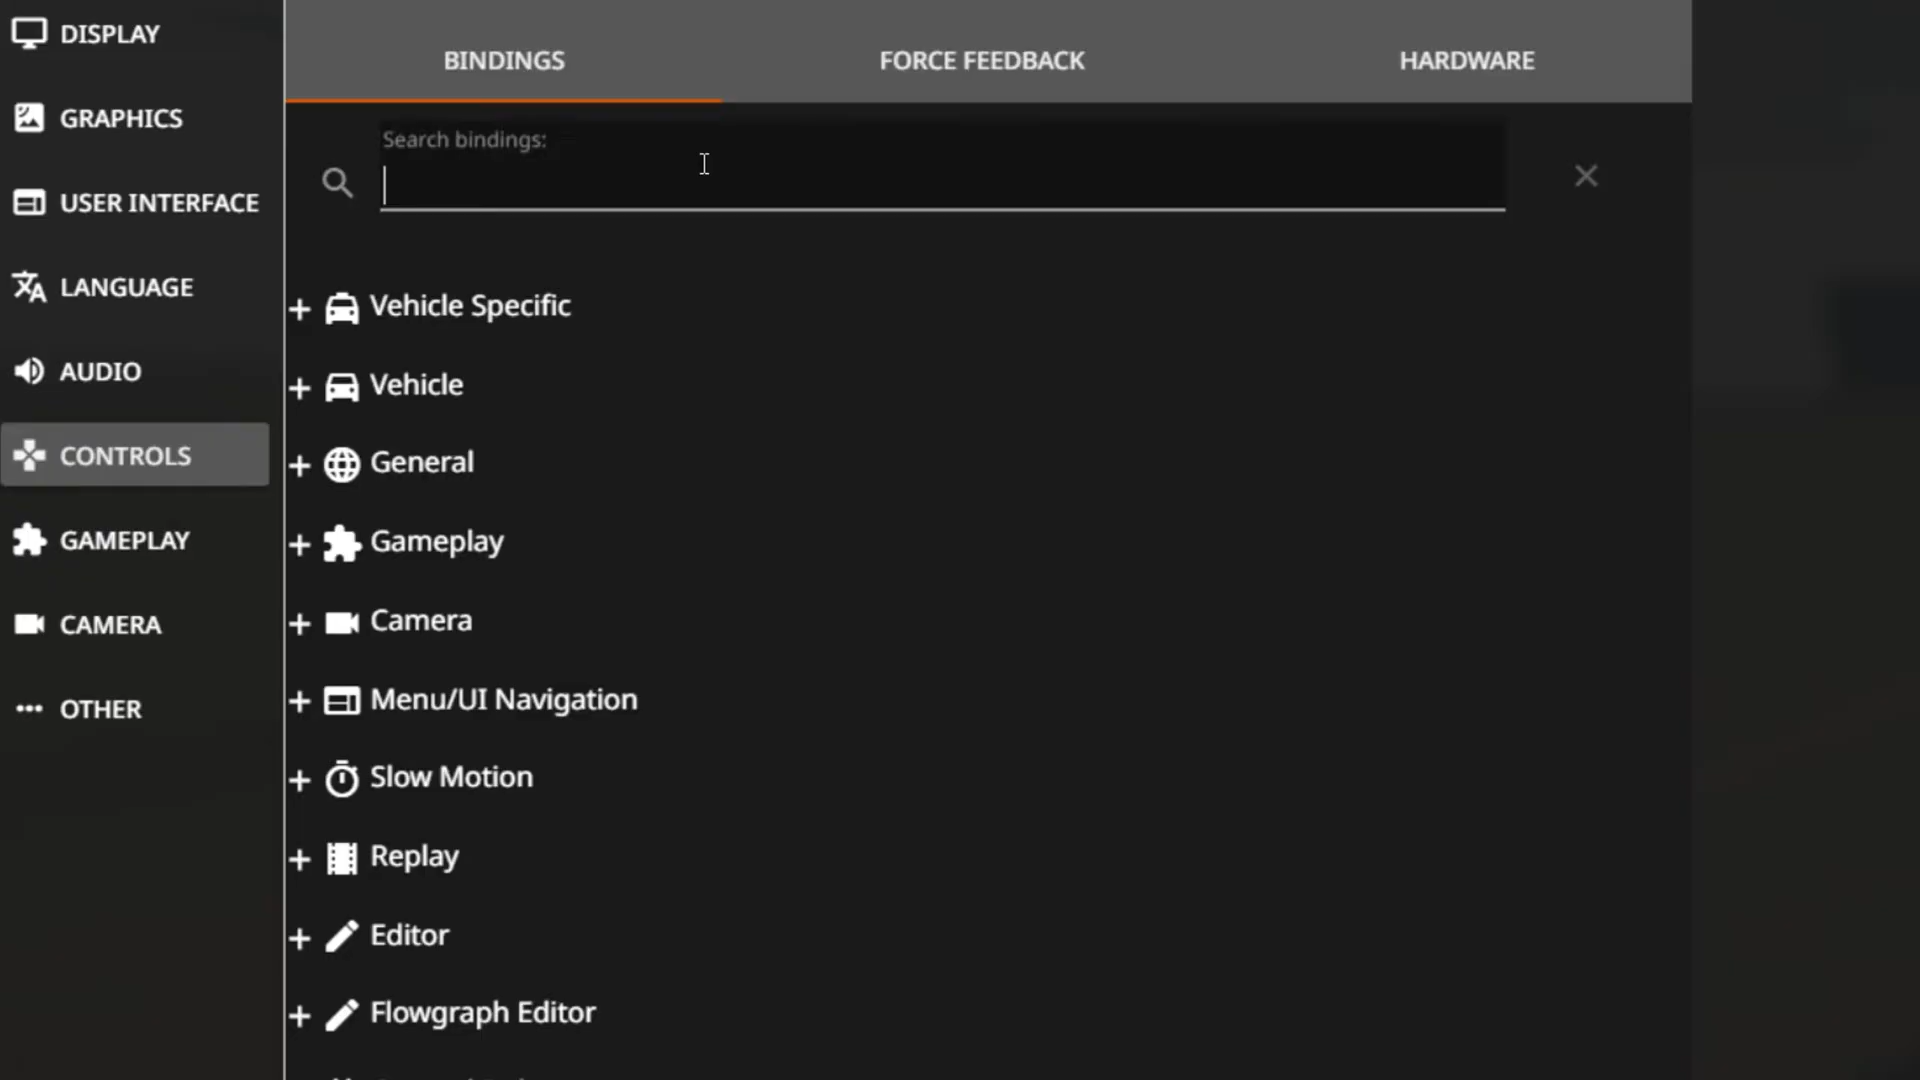 DISPLAY
GRAPHICS
USER INTERFACE
LANGUAGE
AUDIO
CONTROLS
GAMEPLAY
CAMERA
OTHER
BINDINGS
FORCE FEEDBACK
HARDWARE
Search bindings:
Vehicle Specific
Vehicle
General
Gameplay
Camera
Menu/UI Navigation
Slow Motion
Replay
Editor
Flowgraph Editor